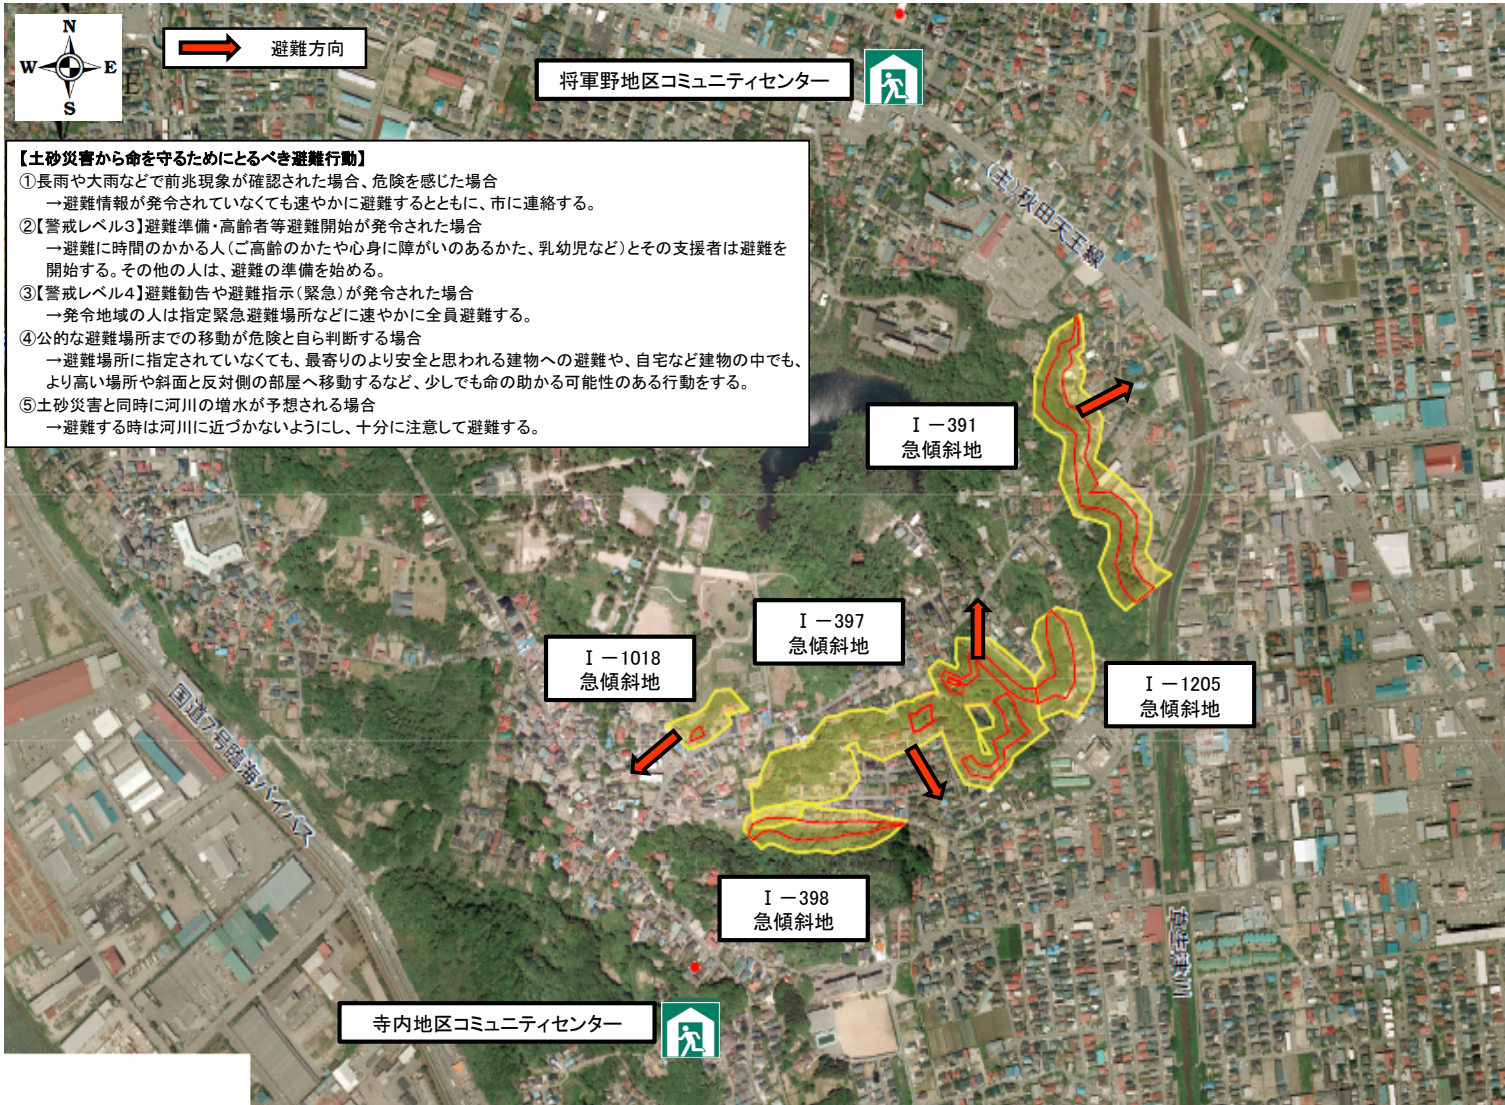 N
W E
S
避難方向
将軍野地区コミュニティセンター
【土砂災害から命を守るためにとるべき避難行動】
①長雨や大雨などで前兆現象が確認された場合、危険を感じた場合
→避難情報が発令されていなくても速やかに避難するとともに、市に連絡する。
②【警戒レベル３】避難準備・高齢者等避難開始が発令された場合
→避難に時間のかかる人（ご高齢のかたや心身に障がいのあるかた、乳幼児など）とその支援者は避難を
開始する。その他の人は、避難の準備を始める。
③【警戒レベル４】避難勧告や避難指示（緊急）が発令された場合
→発令地域の人は指定緊急避難場所などに速やかに全員避難する。
④公的な避難場所までの移動が危険と自ら判断する場合
→避難場所に指定されていなくても、最寄りのより安全と思われる建物への避難や、自宅など建物の中でも、
より高い場所や斜面と反対側の部屋へ移動するなど、少しでも命の助かる可能性のある行動をする。
⑤土砂災害と同時に河川の増水が予想される場合
→避難する時は河川に近づかないようにし、十分に注意して避難する。
(主)秋田天王線
Ⅰ－391
急傾斜地
Ⅰ－397
急傾斜地
Ⅰ－1018
急傾斜地
Ⅰ－1205
急傾斜地
国道7号臨海バイパス
Ⅰ－398
急傾斜地
草生津川
寺内地区コミュニティセンター